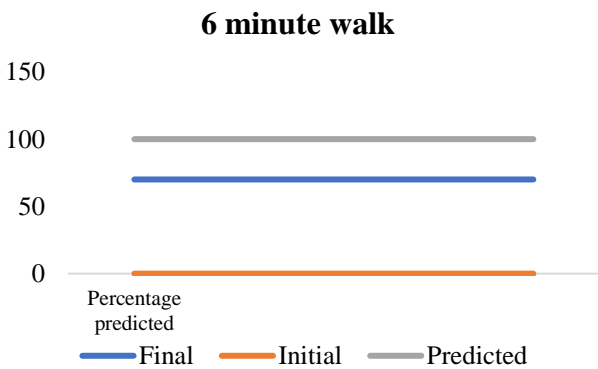 6 minute walk
150
100
50
0
Percentage
predicted
Final Initial Predicted